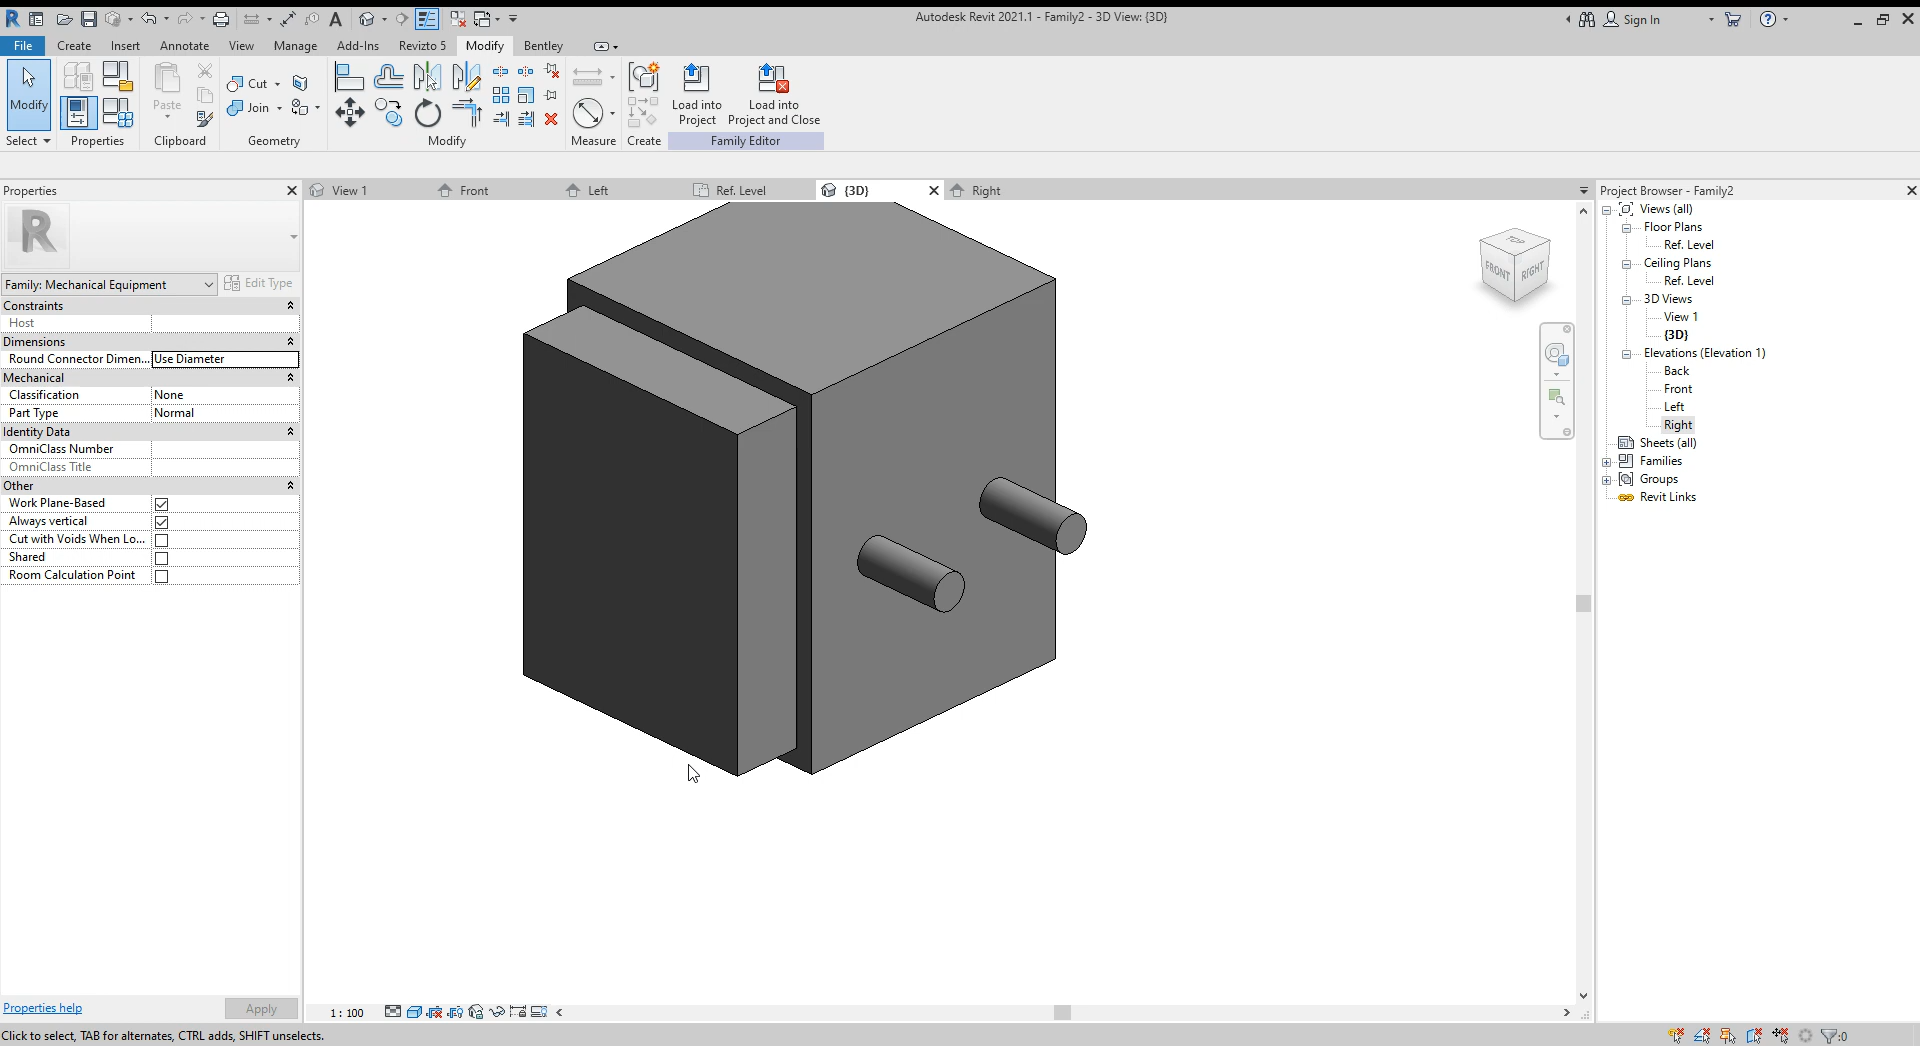 Autodesk Revit 2021.1 - Family2 - 3D View: {3D}
Sign In
File Create Insert Annotate View Manage Add-Ins Revizto 5 Modify Bentley
Modify
Paste
Cut
Join
Load into Project
Load into Project and Close
Select Properties Clipboard Geometry Modify Measure Create Family Editor
Properties
View 1 Front Left Ref. Level {3D} Right
Project Browser - Family2
Family: Mechanical Equipment Edit Type
Constraints
Host
Dimensions
Round Connector Dimen... Use Diameter
Mechanical
Classification None
Part Type Normal
Identity Data
OmniClass Number
OmniClass Title
Other
Work Plane-Based
Always vertical
Cut with Voids When Lo...
Shared
Room Calculation Point
TOP
FRONT RIGHT
Views (all)
Floor Plans
Ref. Level
Ceiling Plans
Ref. Level
3D Views
View 1
{3D}
Elevations (Elevation 1)
Back
Front
Left
Right
Sheets (all)
Families
Groups
Revit Links
Properties help Apply
1 : 100
Click to select, TAB for alternates, CTRL adds, SHIFT unselects.
:0